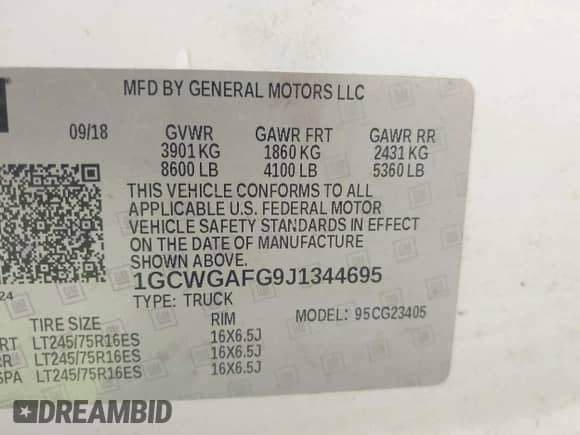 MFD BY GENERAL MOTORS LLC
09/18 GVWR GAWR FRT GAWR RR
3901 KG 1860 KG 2431 KG
8600 LB 4100 LB 5360 LB
THIS VEHICLE CONFORMS TO ALL
APPLICABLE U.S. FEDERAL MOTOR
VEHICLE SAFETY STANDARDS IN EFFECT
ON THE DATE OF MANUFACTURE
SHOWN ABOVE.
1GCWGAFG9J1344695
TYPE: TRUCK MODEL: 95CG23405
24
TIRE SIZE RIM
RT LT245/75R16ES 16X6.5J
RR LT245/75R16ES 16X6.5J
SPA LT245/75R16ES 16X6.5J
DREAMBID